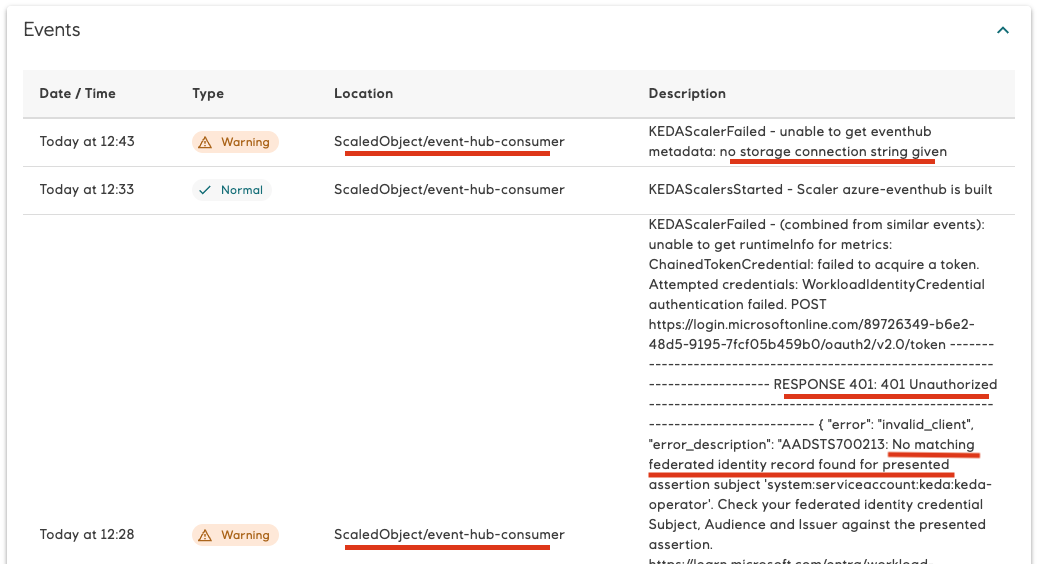 Events
Date / Time Type Location Description
Today at 12:43 Warning ScaledObject/event-hub-consumer KEDAScalerFailed - unable to get eventhub
metadata: no storage connection string given
Today at 12:33 Normal ScaledObject/event-hub-consumer KEDAScalersStarted - Scaler azure-eventhub is built
KEDAScalerFailed - (combined from similar events):
unable to get runtimeInfo for metrics:
ChainedTokenCredential: failed to acquire a token.
Attempted credentials: WorkloadIdentityCredential
authentication failed. POST
https://login.microsoftonline.com/89726349-b6e2-
48d5-9195-7fcf05b459b0/oauth2/v2.0/token --------
--------------------------------------------------------
-------------------- RESPONSE 401: 401 Unauthorized
--------------------------------------------------------
--------------------------- { "error": "invalid_client",
"error_description": "AADSTS700213: No matching
federated identity record found for presented
assertion subject 'system:serviceaccount:keda:keda-
operator'. Check your federated identity credential
Subject, Audience and Issuer against the presented
Today at 12:28 Warning ScaledObject/event-hub-consumer assertion.
https://learn.microsoft.com/entra/workload-